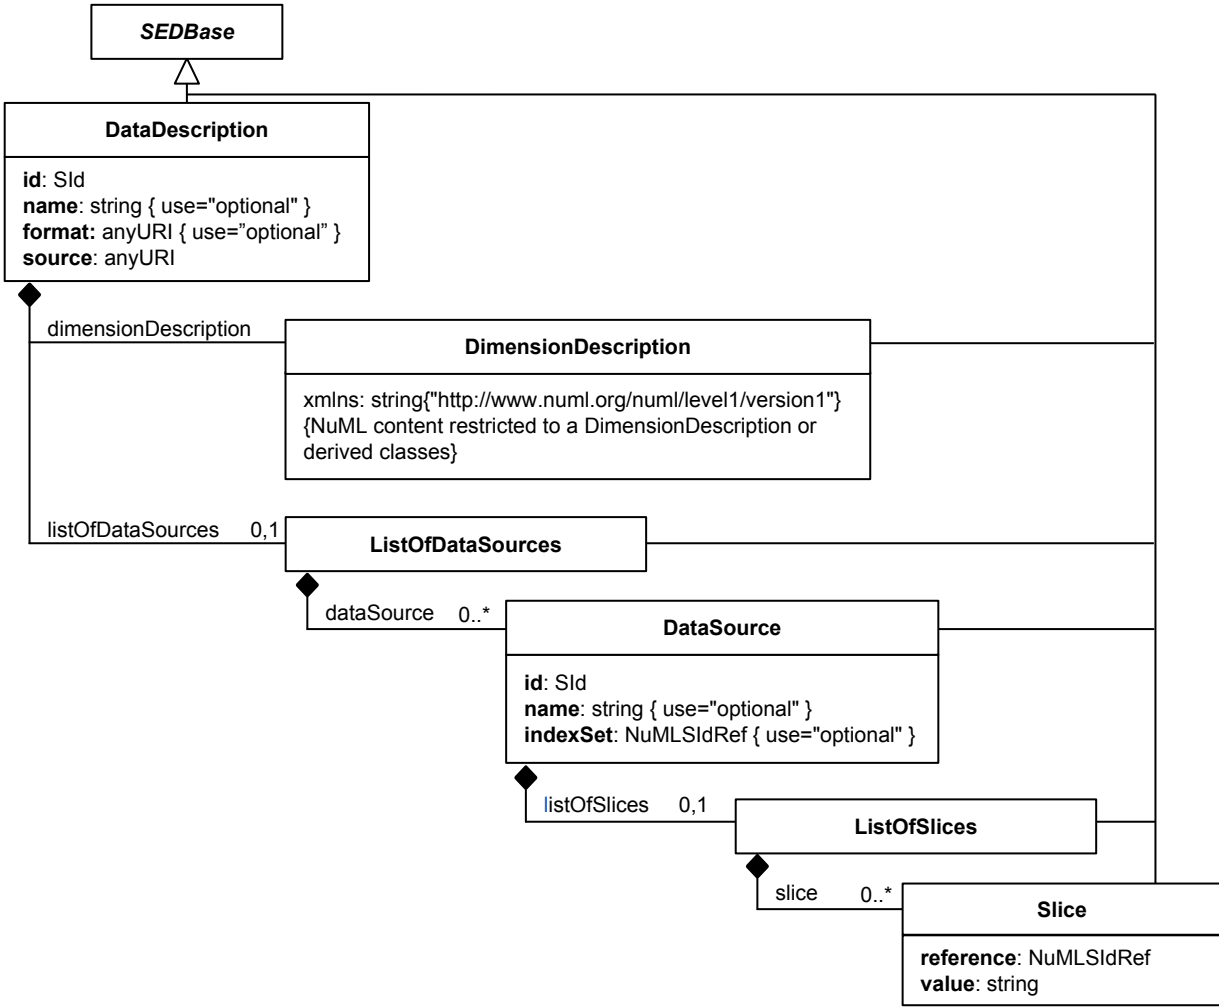 SEDBase
DataDescription
id: SId
name: string { use="optional" }
format: anyURI { use=”optional” }
source: anyURI
dimensionDescription
DimensionDescription
xmlns: string{"http://www.numl.org/numl/level1/version1"}
{NuML content restricted to a DimensionDescription or
derived classes}
listOfDataSources 0,1
ListOfDataSources
dataSource 0..*
DataSource
id: SId
name: string { use="optional" }
indexSet: NuMLSIdRef { use="optional" }
listOfSlices 0,1
ListOfSlices
slice 0..*
Slice
reference: NuMLSIdRef
value: string